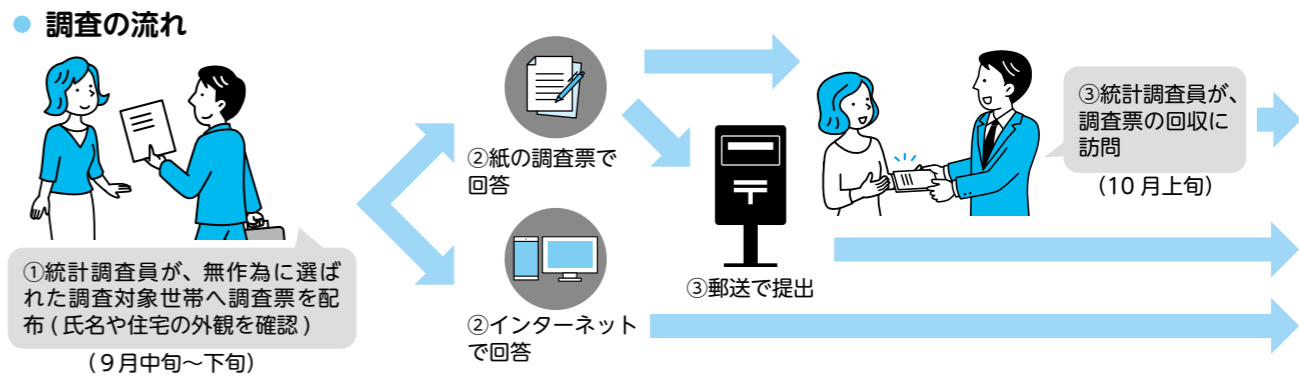 調査の流れ
①統計調査員が、無作為に選ば
れた調査対象世帯へ調査票を配
布(氏名や住宅の外観を確認)
(9月中旬～下旬)
②紙の調査票で
回答
②インターネット
で回答
③郵送で提出
③統計調査員が、
調査票の回収に
訪問
(10月上旬)